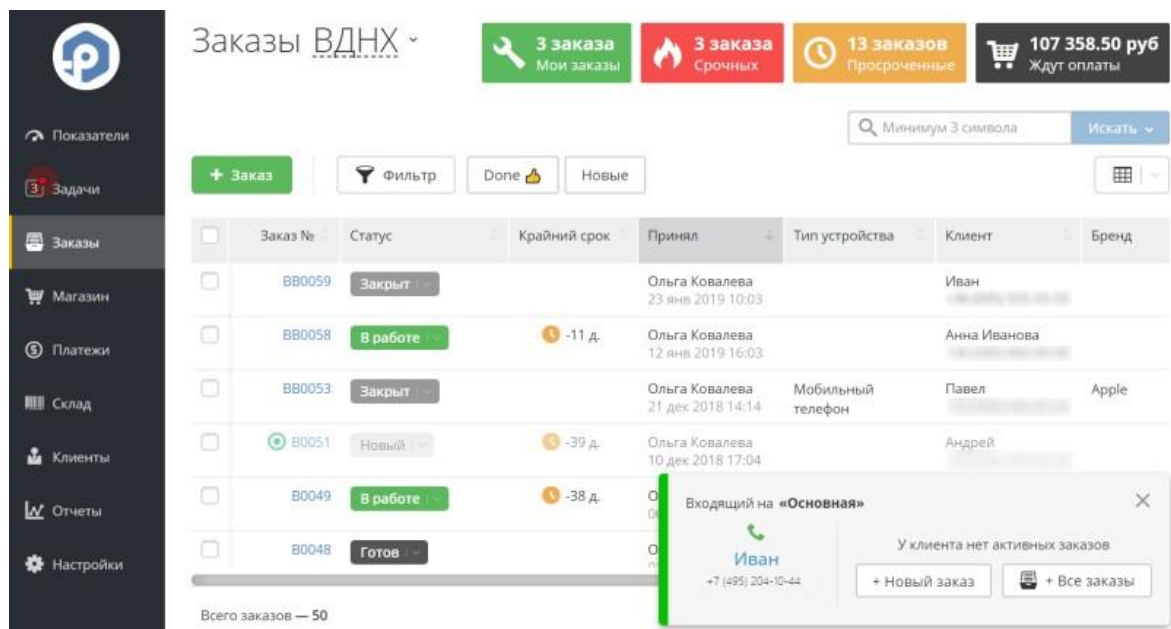 Заказы ВДНХ
3 заказа
Мои заказы
3 заказа
Срочных
13 заказов
Просроченные
107 358.50 руб
Ждут оплаты
Показатели
3 Задачи
Заказы
Магазин
Платежи
Склад
Клиенты
Отчеты
Настройки
Минимум 3 символа
Искать
+ Заказ
Фильтр
Done 👍
Новые
Заказ № Статус Крайний срок Принял Тип устройства Клиент Бренд
BB0059 Закрыт Ольга Ковалева Иван
23 янв 2019 10:03
BB0058 В работе -11 д. Ольга Ковалева Анна Иванова
12 янв 2019 16:03
BB0053 Закрыт Ольга Ковалева Мобильный Павел Apple
21 дек 2018 14:14 телефон
B0051 Новый -39 д. Ольга Ковалева Андрей
10 дек 2018 17:04
B0049 В работе -38 д.
B0048 Готов
Всего заказов — 50
Входящий на «Основная»
Иван
+7 (495) 204-10-44
У клиента нет активных заказов
+ Новый заказ
+ Все заказы